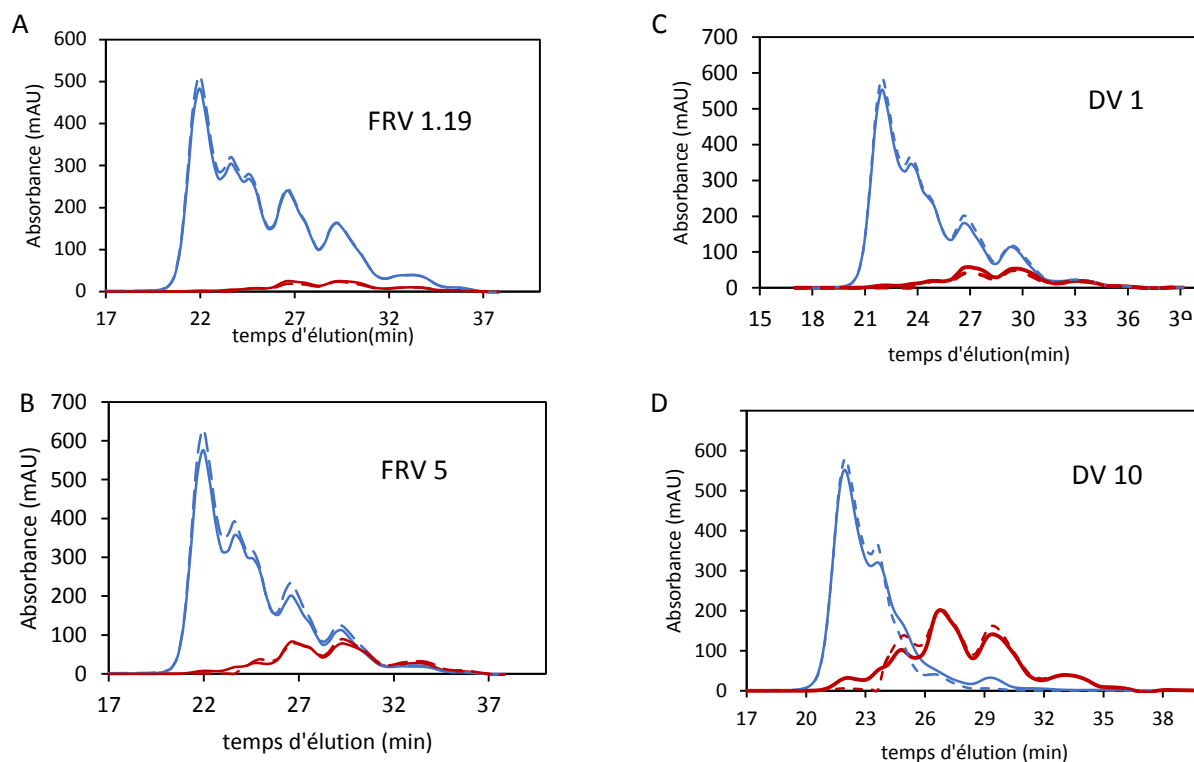 A
600
500
400
300
200
100
0
Absorbance (mAU)
FRV 1.19
17 22 27 32 37
temps d'élution(min)
C
700
600
500
400
300
200
100
0
Absorbance (mAU)
DV 1
15 18 21 24 27 30 33 36 39
temps d'élution(min)
B
700
600
500
400
300
200
100
0
Absorbance (mAU)
FRV 5
17 22 27 32 37
temps d'élution (min)
D
600
500
400
300
200
100
0
Absorbance (mAU)
DV 10
17 20 23 26 29 32 35 38
temps d'élution (min)